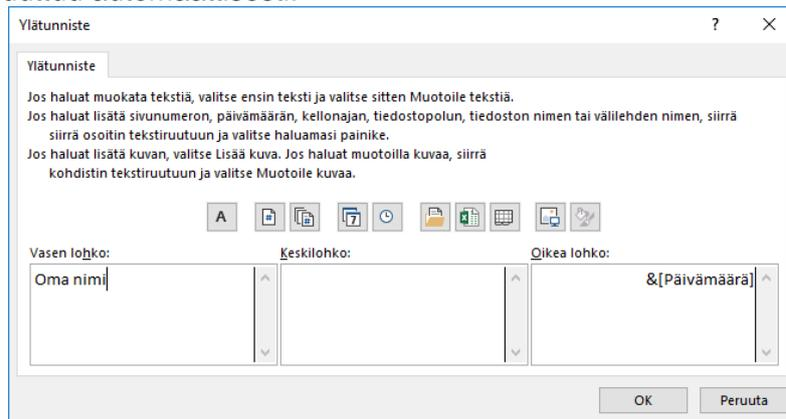 Ylätunniste
Ylätunniste
Jos haluat muokata tekstiä, valitse ensin teksti ja valitse sitten Muotoile tekstiä.
Jos haluat lisätä sivunumeron, päivämäärän, kellonajan, tiedostopolun, tiedoston nimen tai välilehden nimen, siirrä
siirrä osoitin tekstiruutuun ja valitse haluamasi painike.
Jos haluat lisätä kuvan, valitse Lisää kuva. Jos haluat muotoilla kuvaa, siirrä
kohdistin tekstiruutuun ja valitse Muotoile kuvaa.
A
Vasen lohko: Keskilohko: Oikea lohko:
Oma nimi &[Päivämäärä]
OK Peruuta